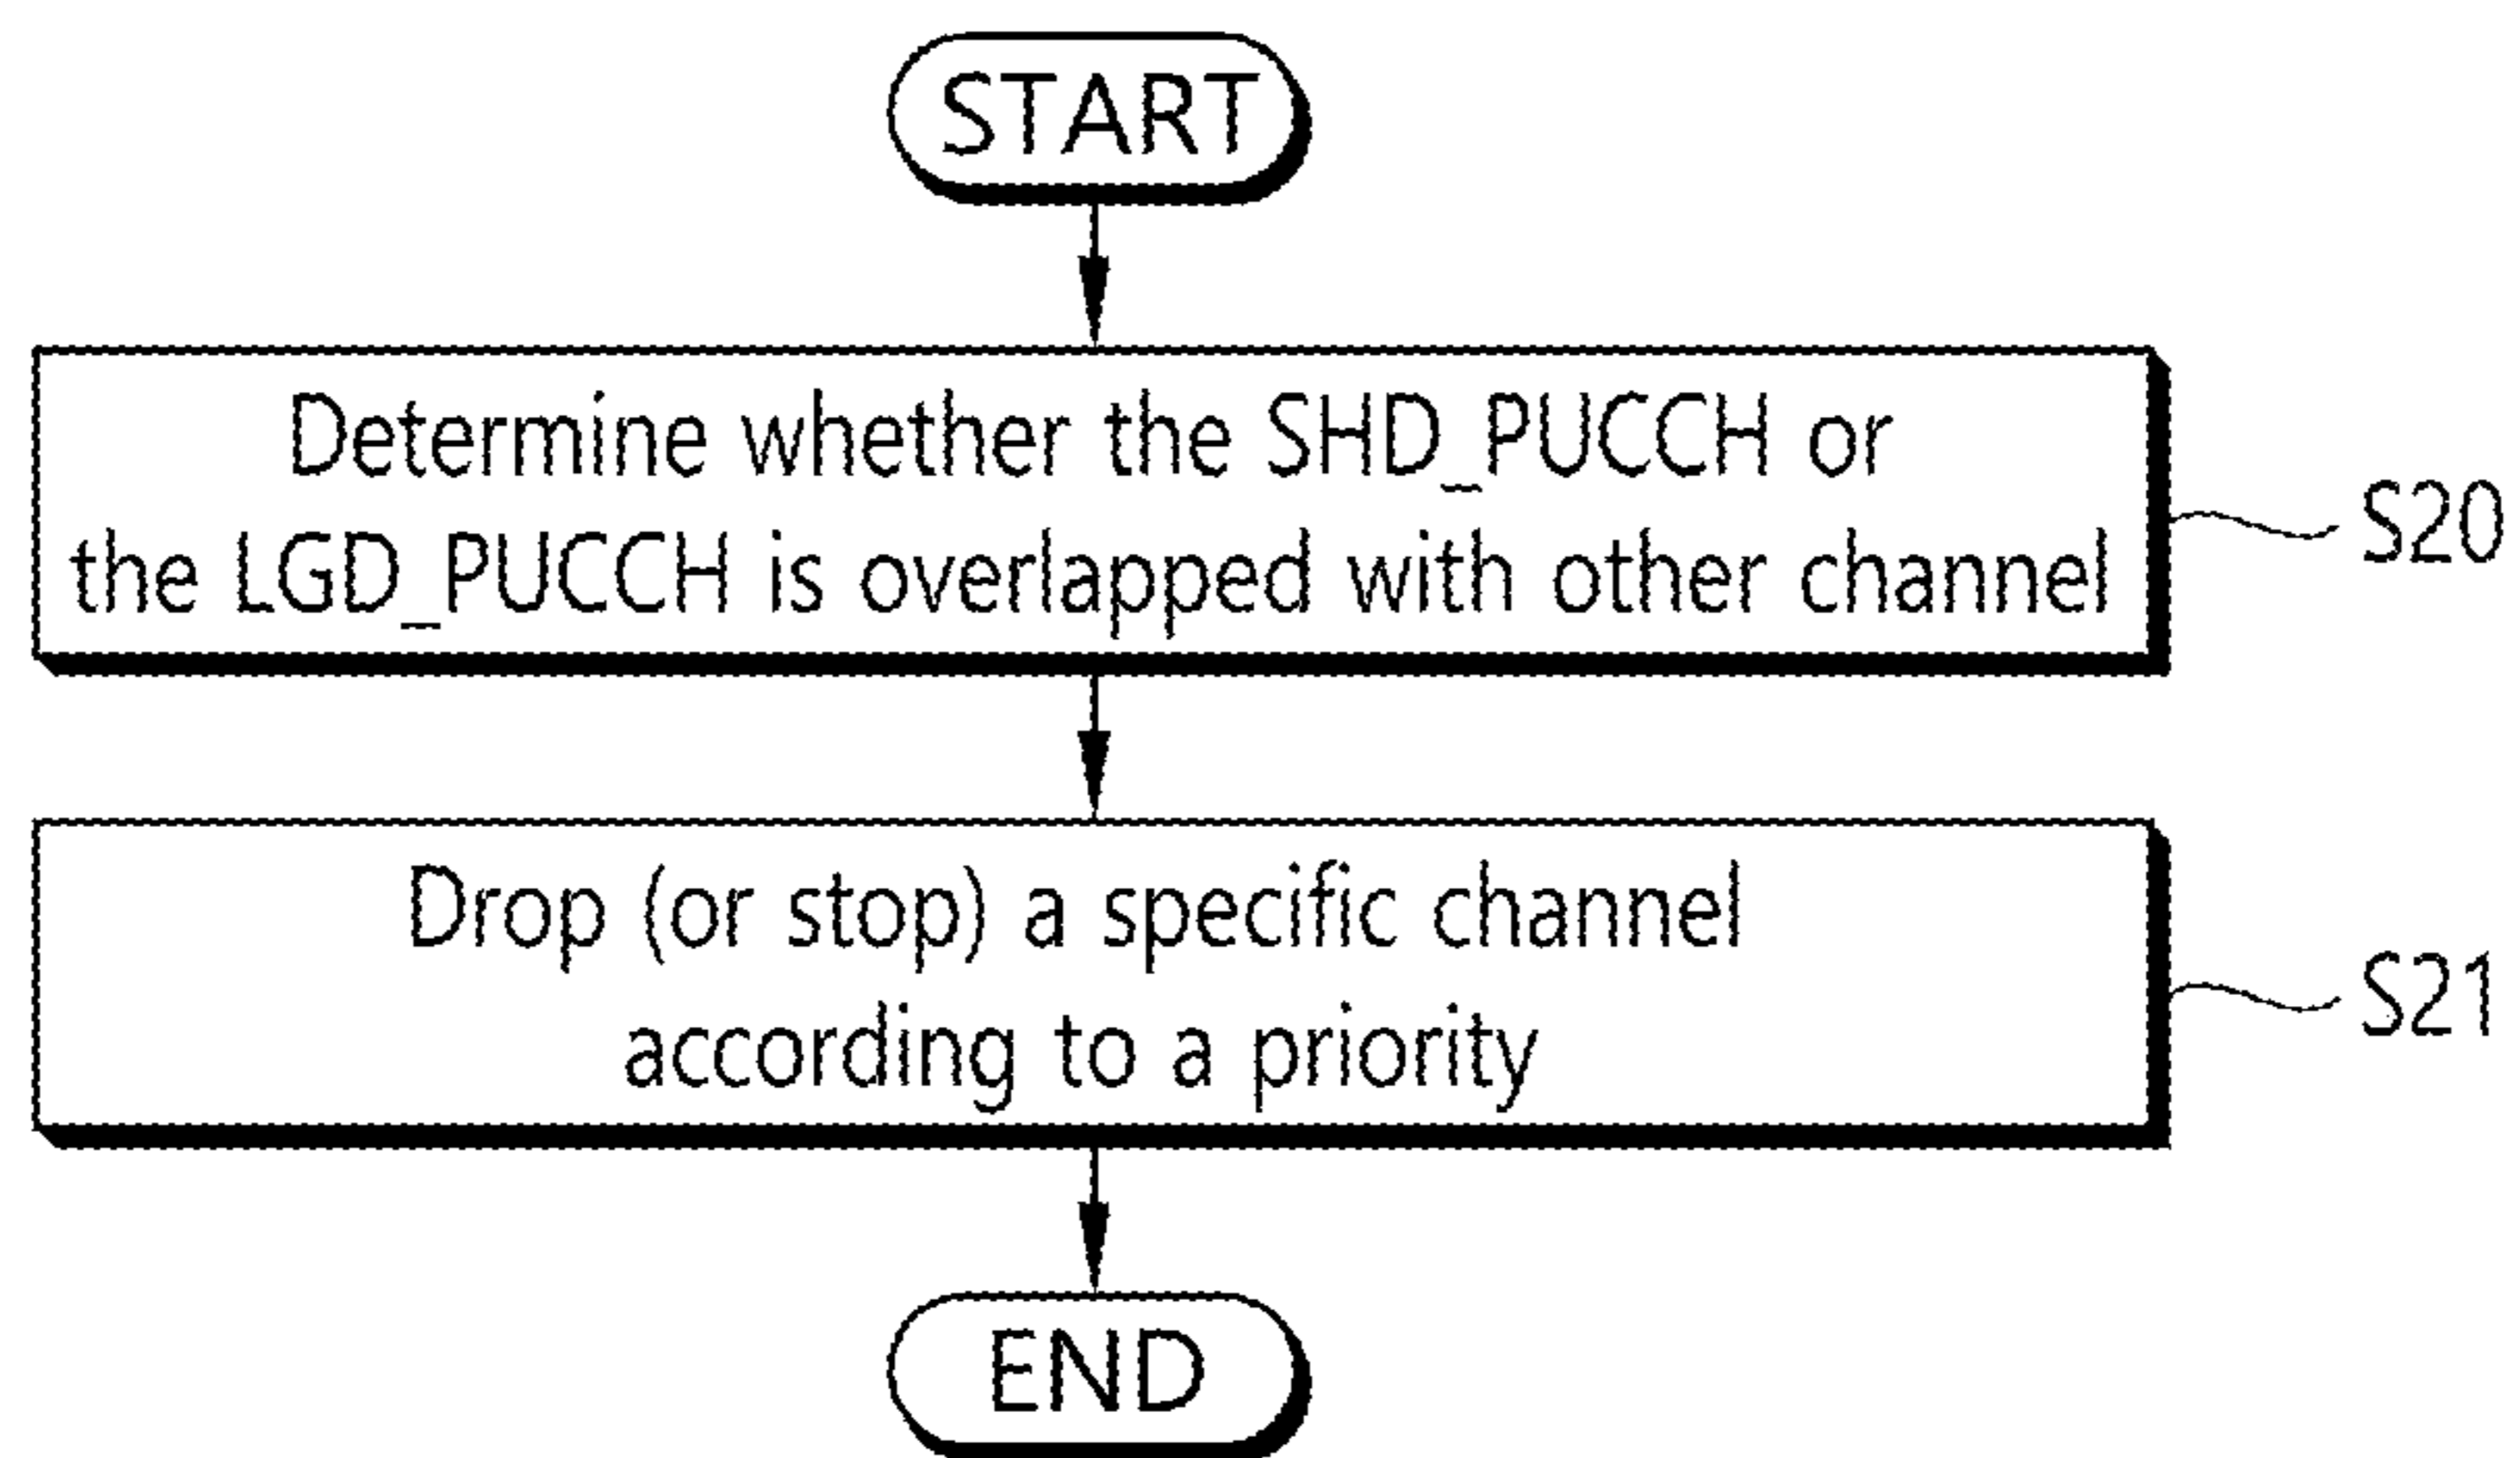 START
Determine whether the SHD_PUCCH or
the LGD_PUCCH is overlapped with other channel
S20
Drop (or stop) a specific channel
according to a priority
S21
END